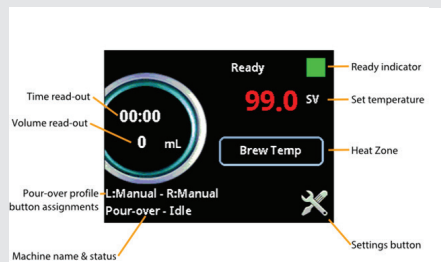 Ready
Ready indicator
99.0 SV
Set temperature
Time read-out
00:00
Volume read-out
0 mL
Brew Temp
Heat Zone
Pour-over profile
button assignments
L:Manual - R:Manual
Pour-over - Idle
Settings button
Machine name & status